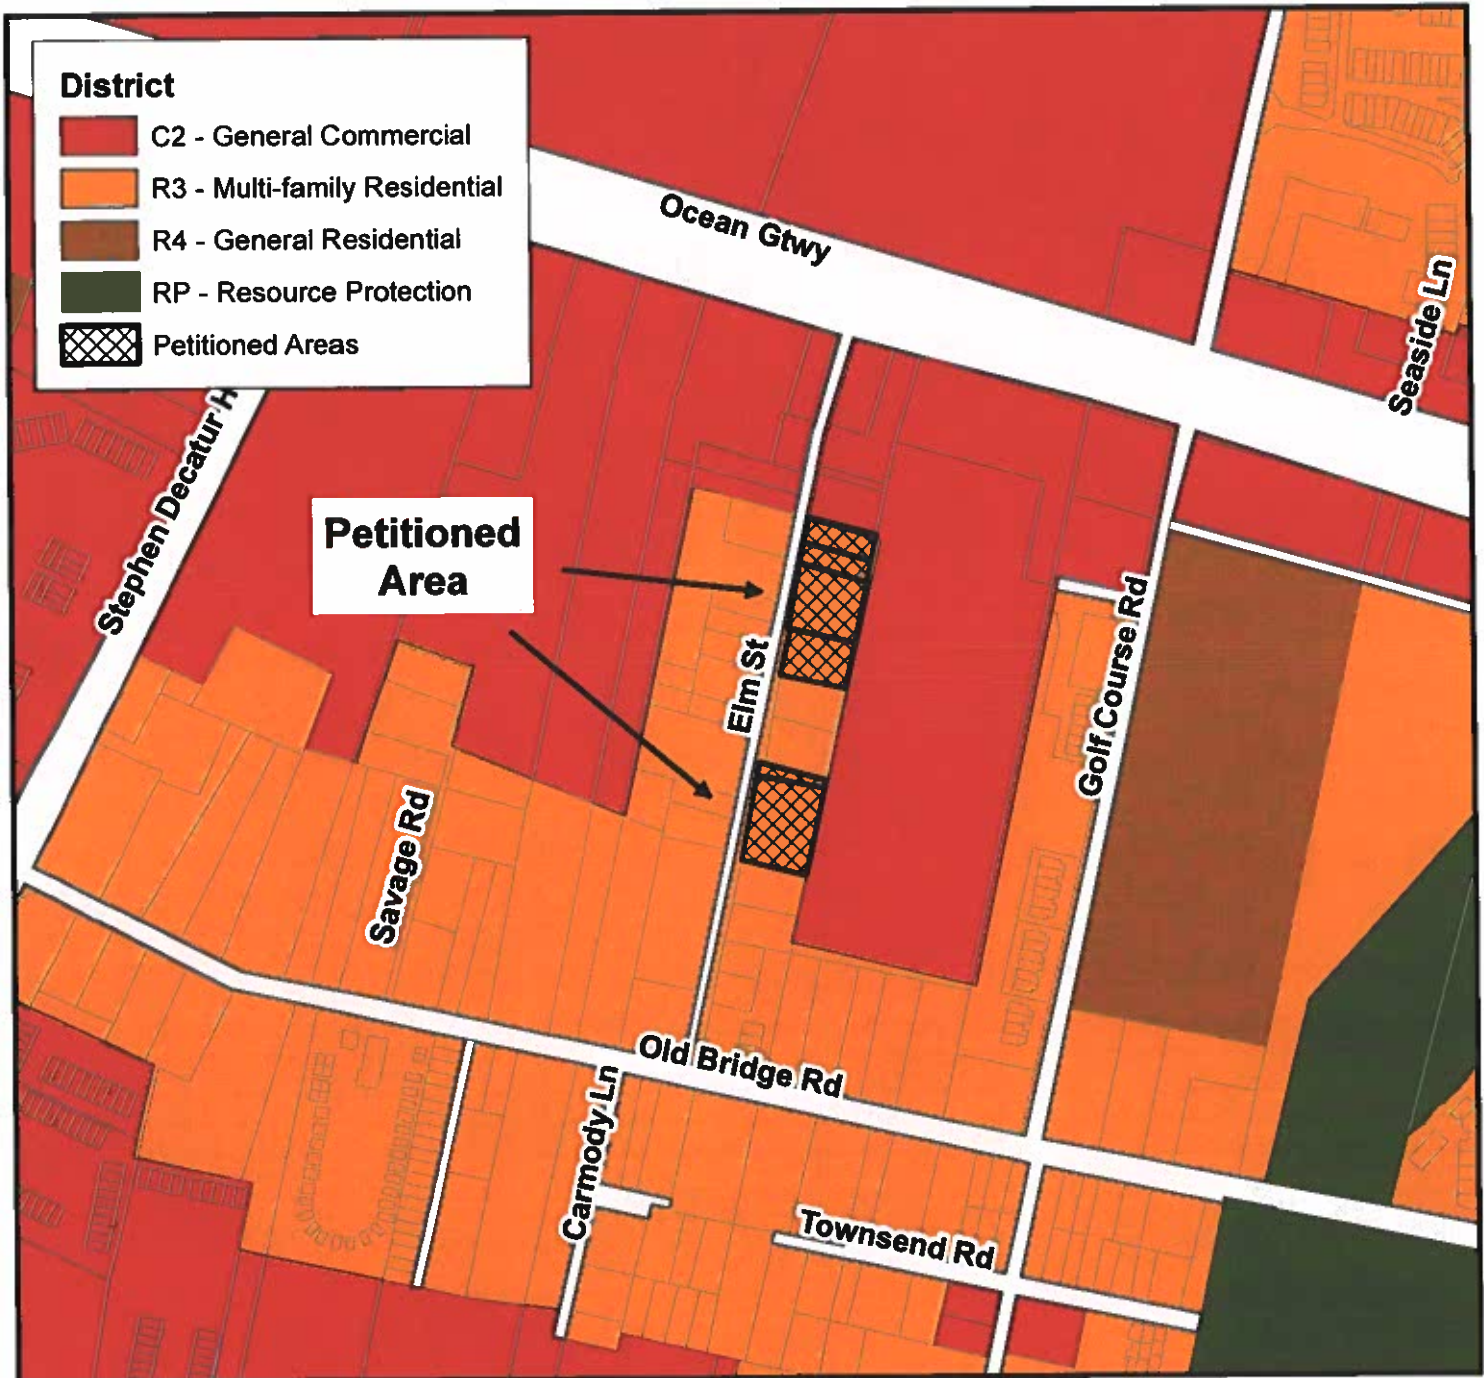 District
C2 - General Commercial
R3 - Multi-family Residential
R4 - General Residential
RP - Resource Protection
Petitioned Areas
Ocean Gtwy
Seaside Ln
Stephen Decatur H
Petitioned
Area
Elm St
Golf Course Rd
Savage Rd
Old Bridge Rd
Carmody Ln
Townsend Rd